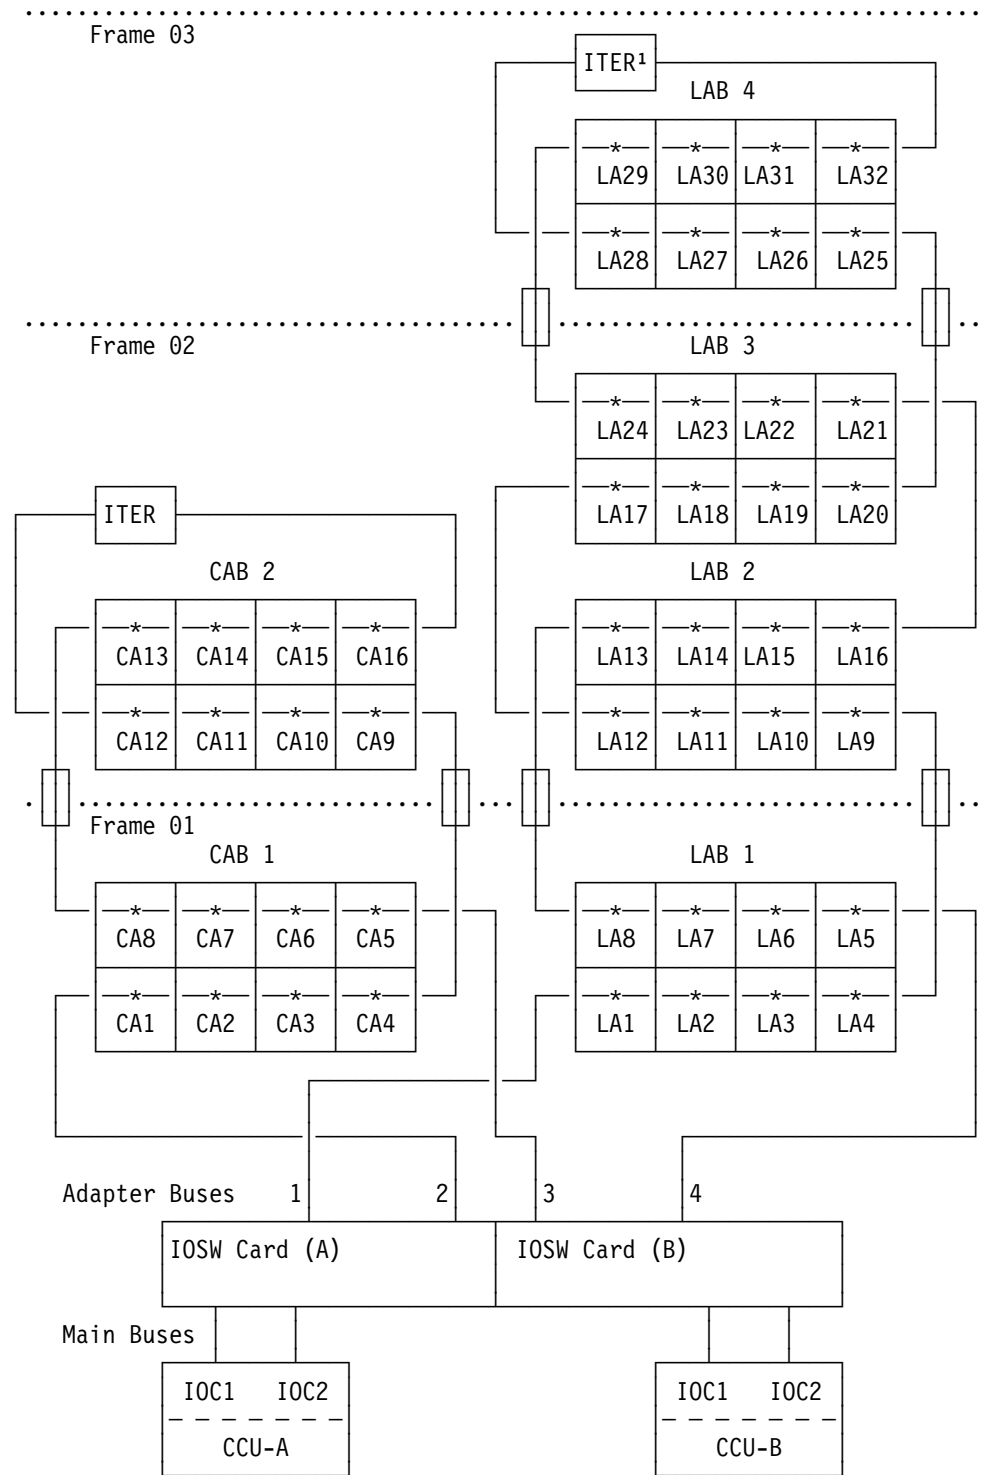 Frame 03
ITER¹
LAB 4
LA29 LA30 LA31 LA32
LA28 LA27 LA26 LA25
Frame 02
LAB 3
LA24 LA23 LA22 LA21
LA17 LA18 LA19 LA20
ITER
CAB 2 LAB 2
CA13 CA14 CA15 CA16 LA13 LA14 LA15 LA16
CA12 CA11 CA10 CA9 LA12 LA11 LA10 LA9
Frame 01
CAB 1 LAB 1
CA8 CA7 CA6 CA5 LA8 LA7 LA6 LA5
CA1 CA2 CA3 CA4 LA1 LA2 LA3 LA4
Adapter Buses 1 2 3 4
IOSW Card (A) IOSW Card (B)
Main Buses
IOC1 IOC2 IOC1 IOC2
CCU-A CCU-B